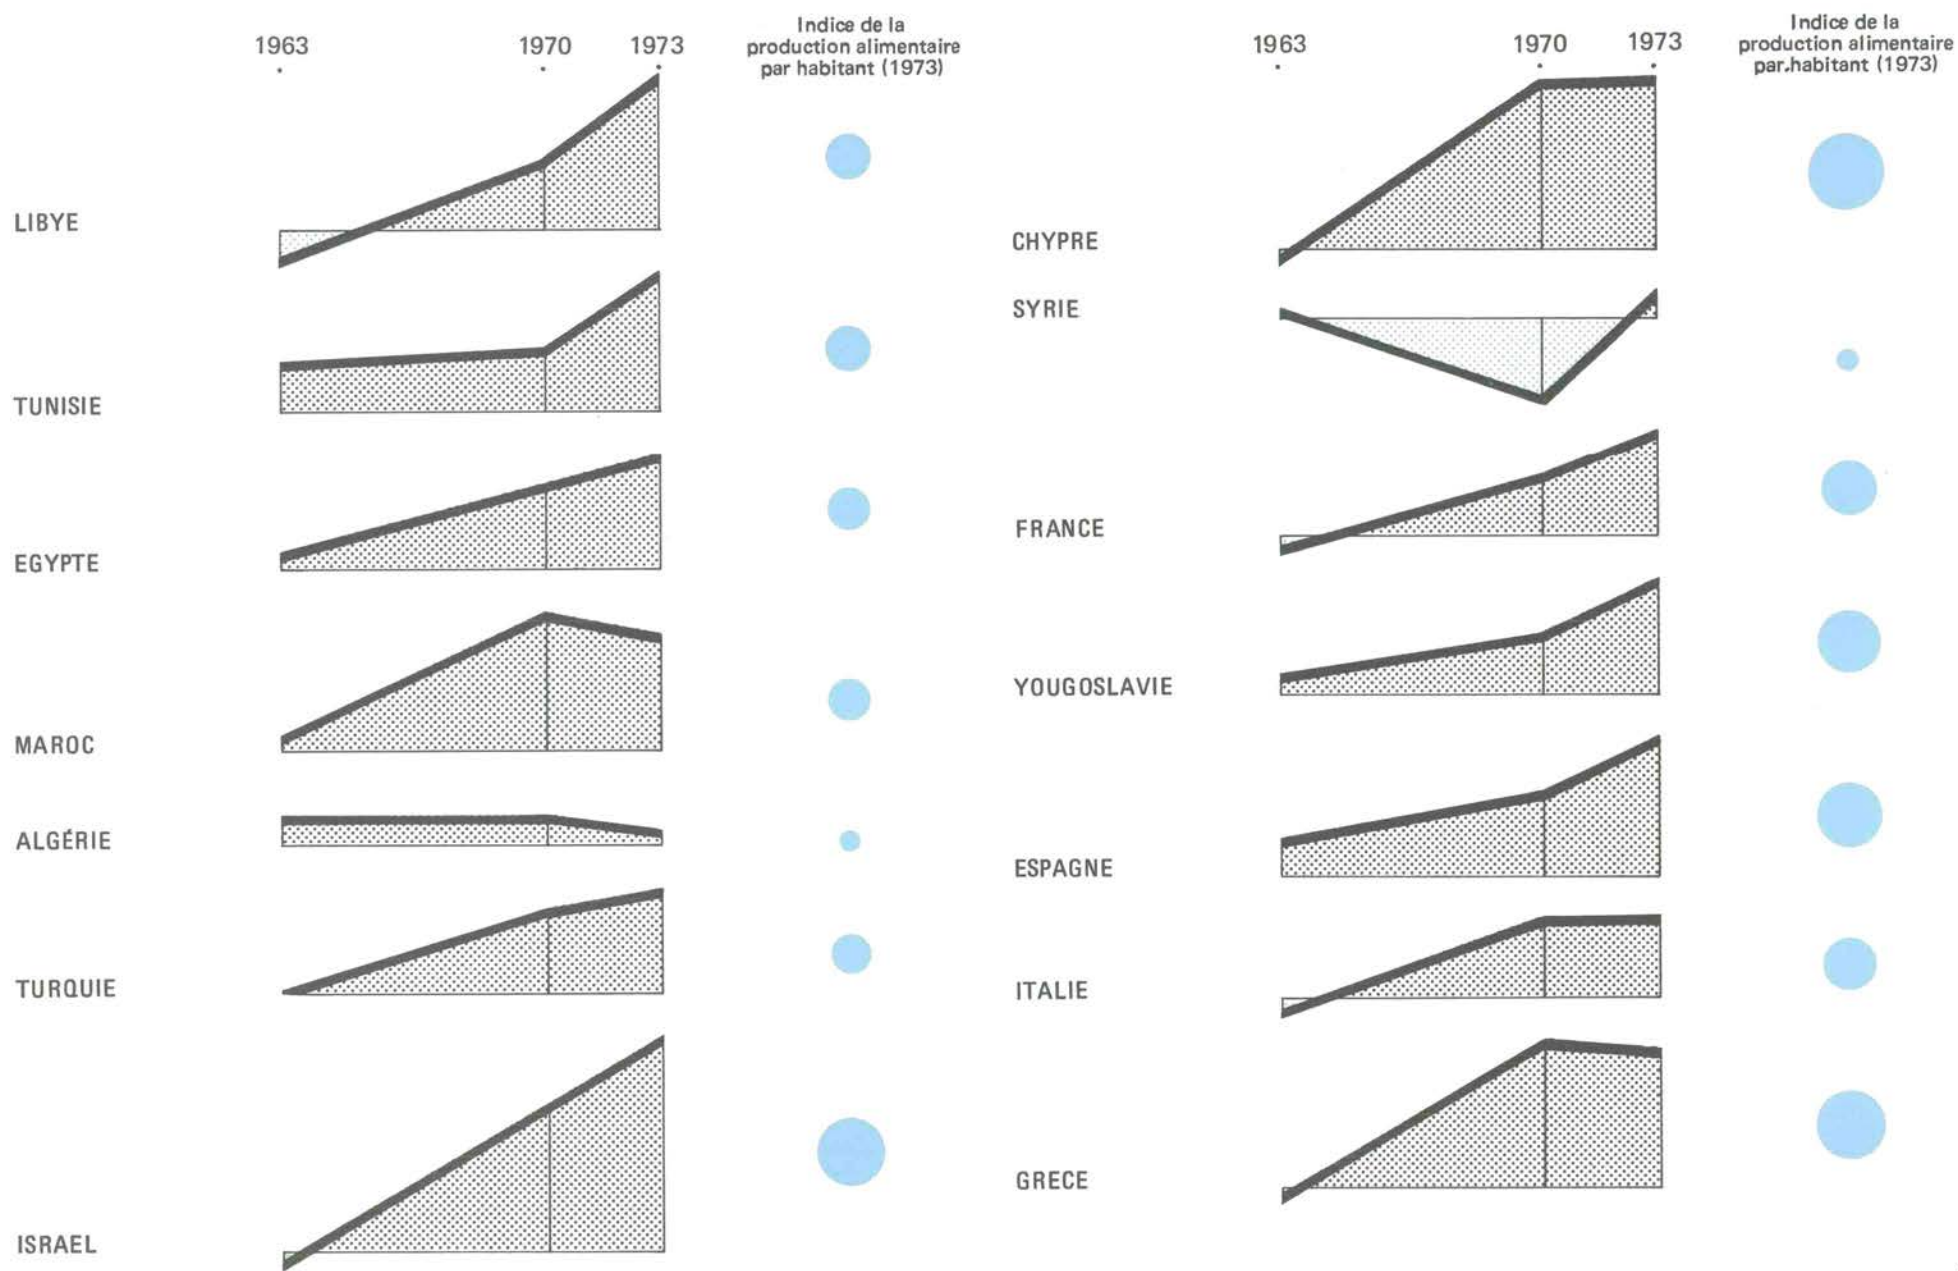 1963 1970 1973
Indice de la
production alimentaire
par habitant (1973)
LIBYE
TUNISIE
EGYPTE
MAROC
ALGÉRIE
TURQUIE
ISRAEL
1963 1970 1973
Indice de la
production alimentaire
par.habitant (1973)
CHYPRE
SYRIE
FRANCE
YOUGOSLAVIE
ESPAGNE
ITALIE
GRECE